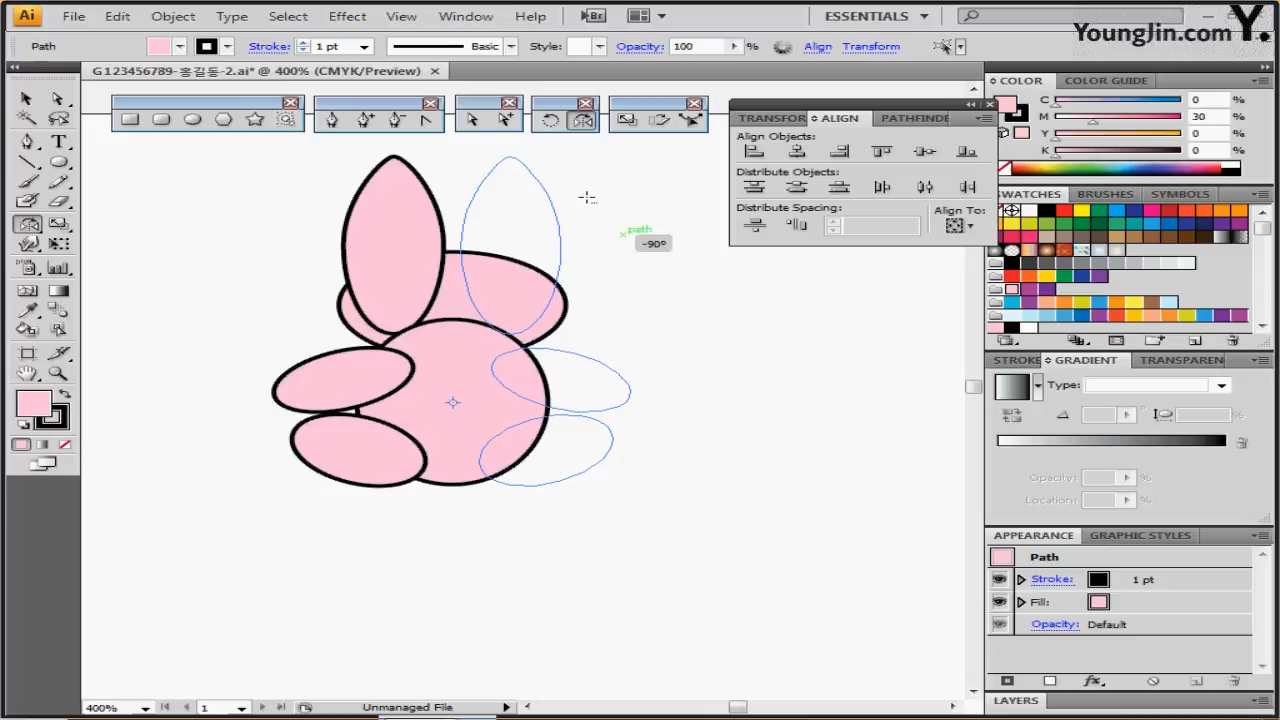 Ai File Edit Object Type Select Effect View Window Help Br ESSENTIALS
YoungJin.com Y.
Path Stroke: 1 pt Basic Style: Opacity: 100 % Align Transform
G123456789-홍길동-2.ai* @ 400% (CMYK/Preview)
COLOR COLOR GUIDE
C 0 %
M 30 %
Y 0 %
K 0 %
TRANSFOR ALIGN PATHFINDE
Align Objects:
Distribute Objects:
Distribute Spacing: Align To:
SWATCHES BRUSHES SYMBOLS
path
-90°
STROKE GRADIENT TRANSPAREN
Type:
°
%
Opacity: %
Location: %
APPEARANCE GRAPHIC STYLES
Path
Stroke: 1 pt
Fill:
Opacity: Default
fx
LAYERS
400% 1 Unmanaged File